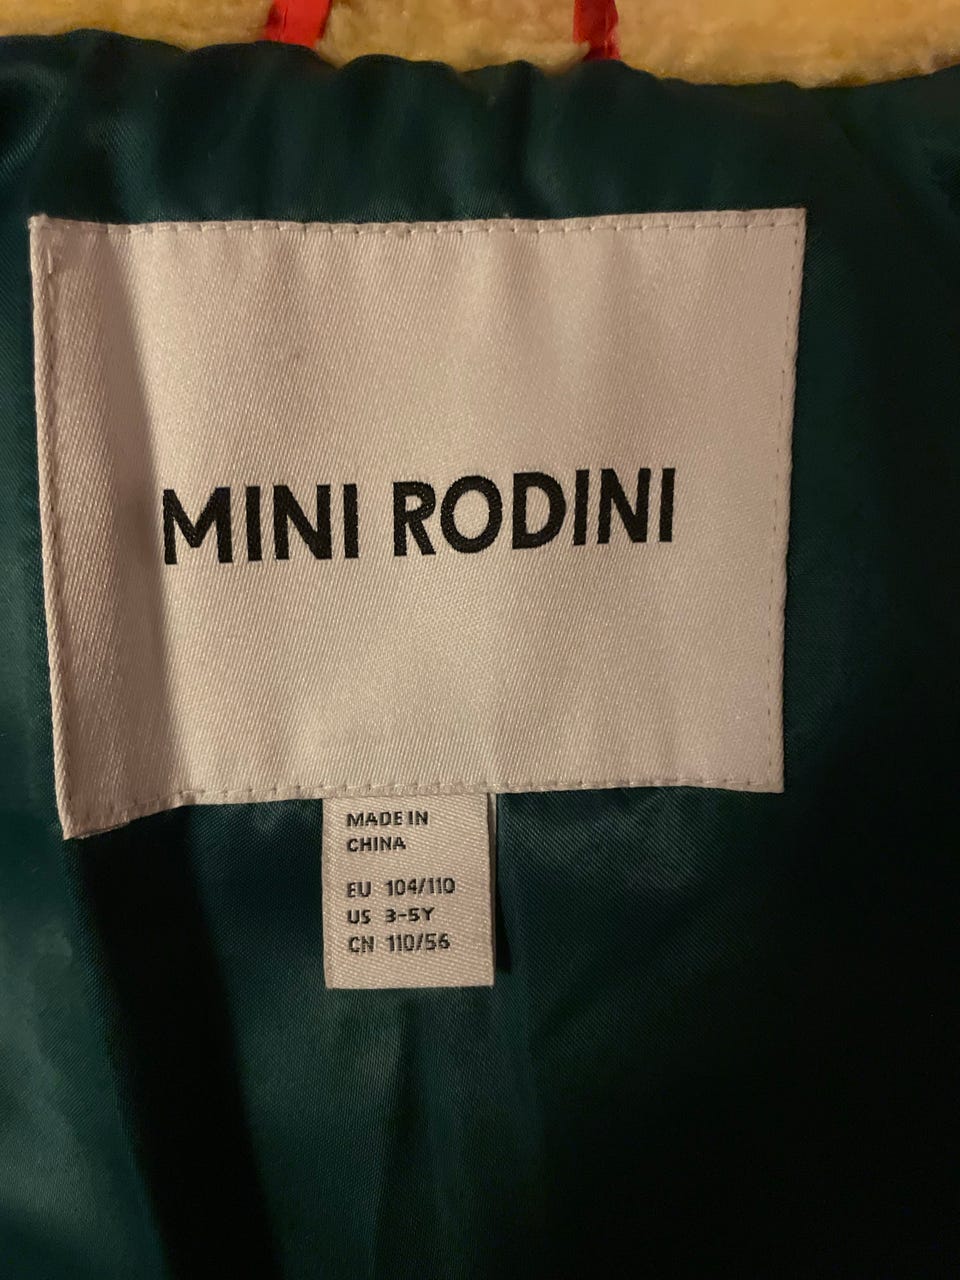 MINI RODINI
MADE IN
CHINA
EU 104/110
US 3-5Y
CN 110/56